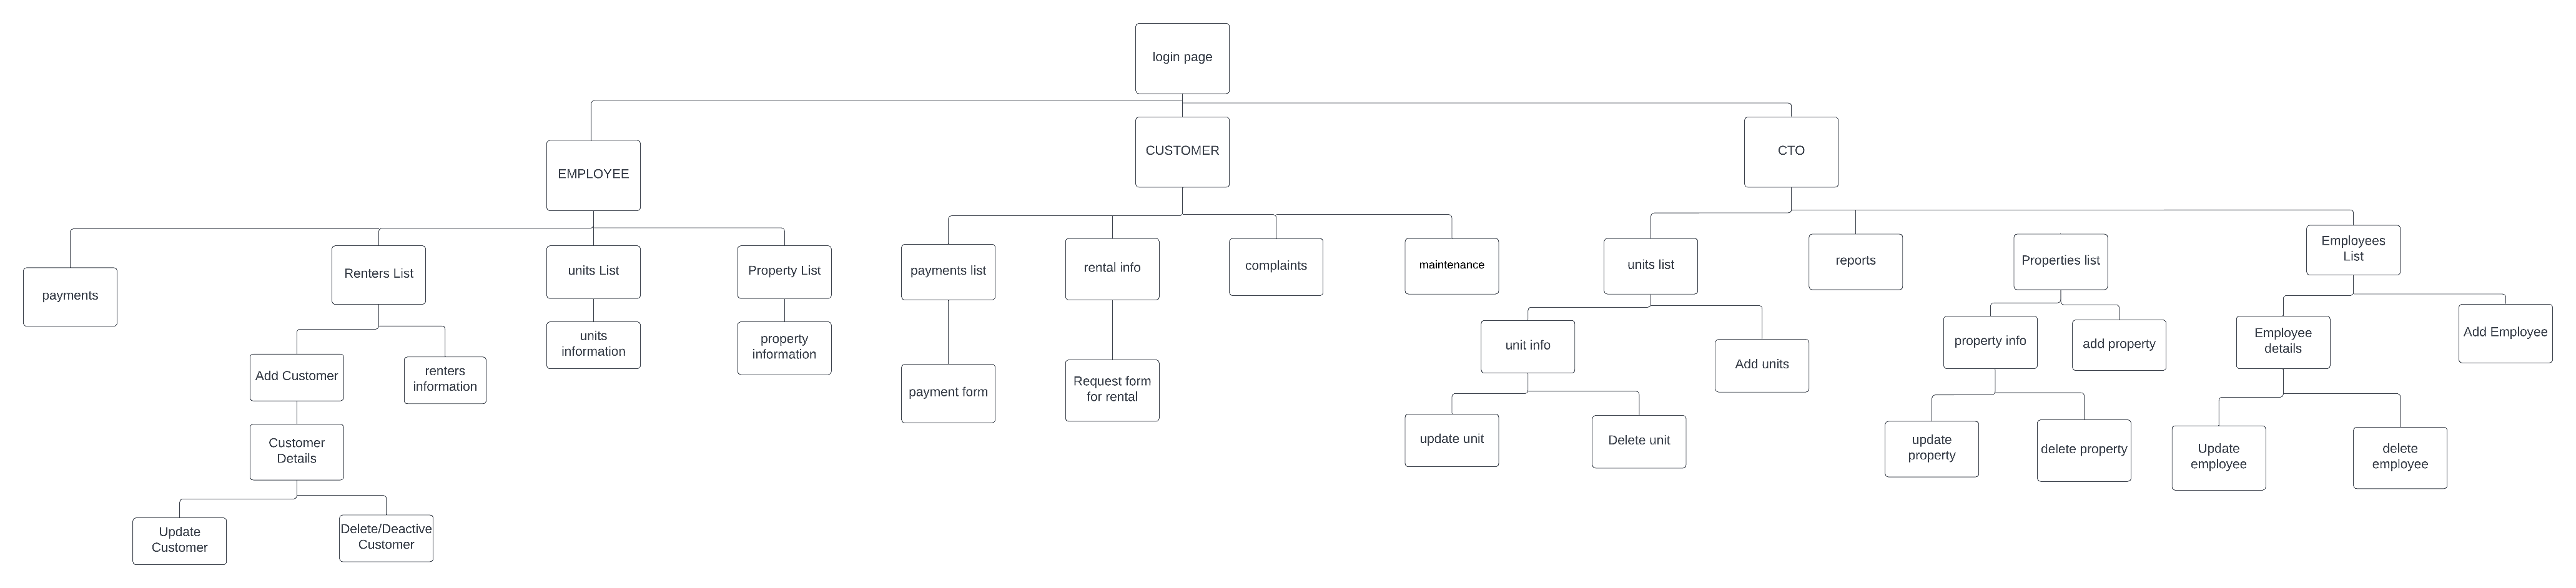 login page
EMPLOYEE
CUSTOMER
CTO
payments
Renters List
units List
Property List
payments list
rental info
complaints
maintenance
units list
reports
Properties list
Employees
List
Add Customer
renters
information
units
information
property
information
payment form
Request form
for rental
unit info
Add units
property info
add property
Employee
details
Add Employee
Customer
Details
update unit
Delete unit
update
property
delete property
Update
employee
delete
employee
Update
Customer
Delete/Deactive
Customer